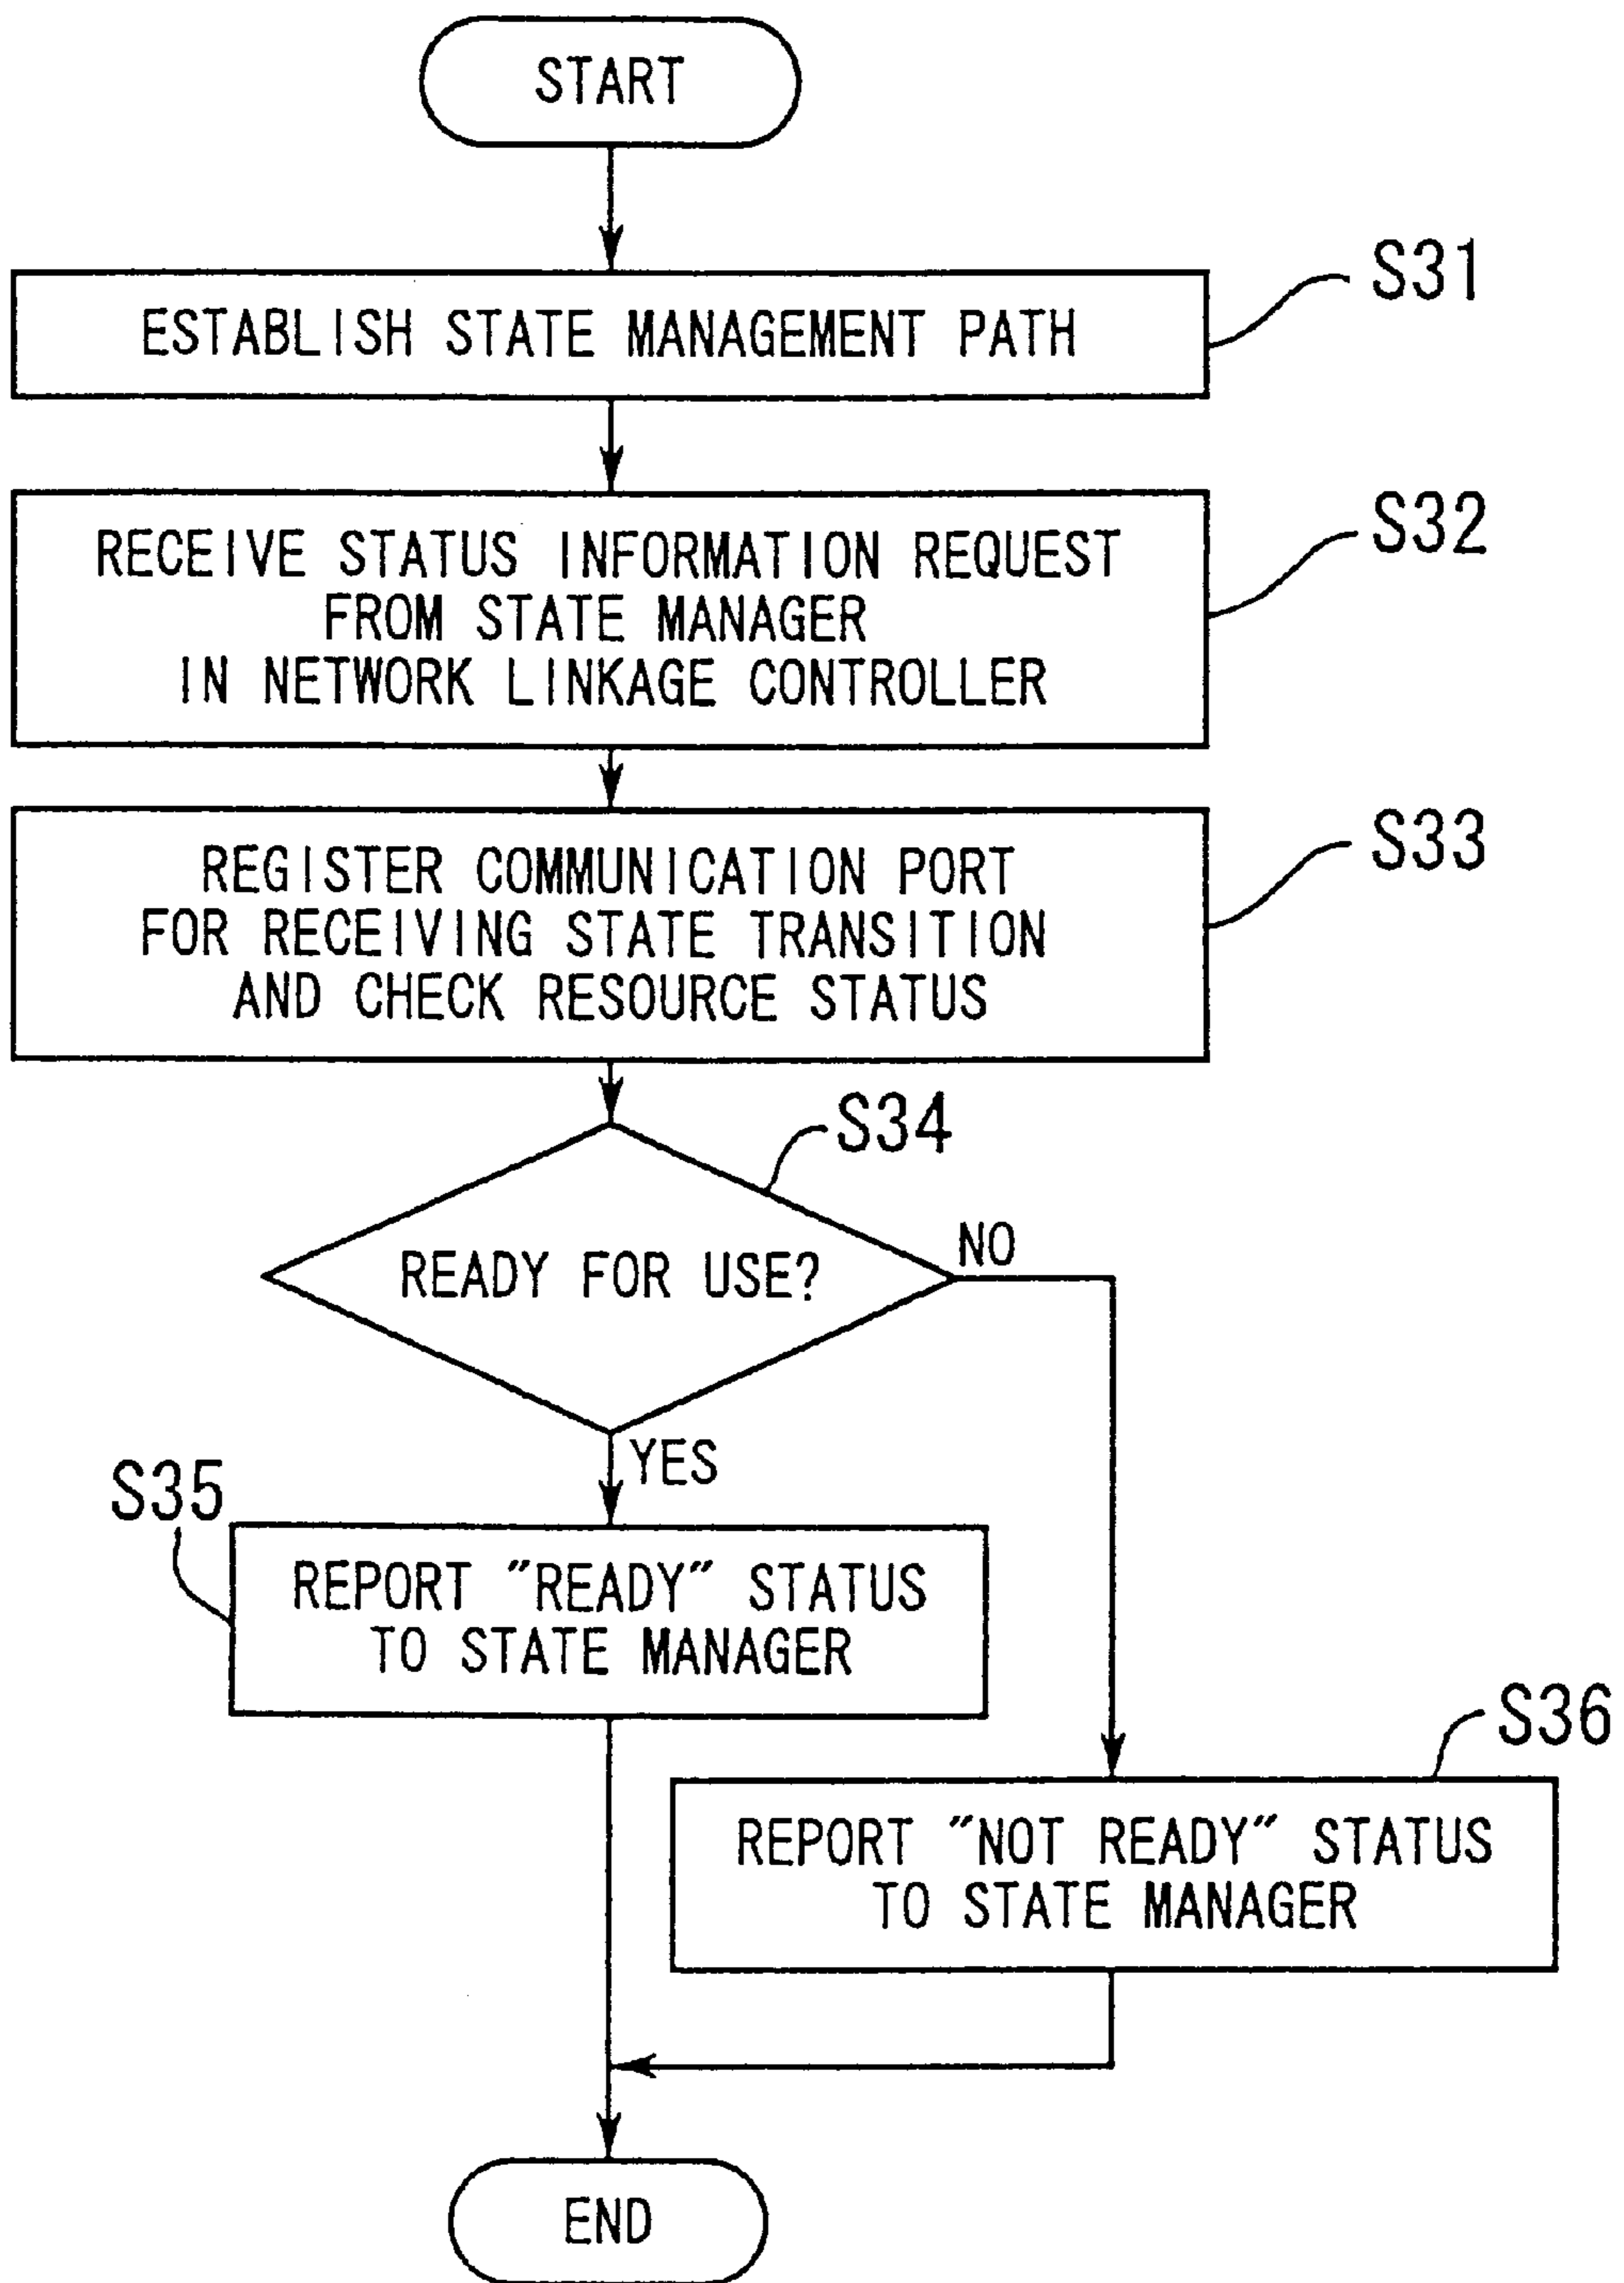 START
S31
ESTABLISH STATE MANAGEMENT PATH
S32
RECEIVE STATUS INFORMATION REQUEST
FROM STATE MANAGER
IN NETWORK LINKAGE CONTROLLER
S33
REGISTER COMMUNICATION PORT
FOR RECEIVING STATE TRANSITION
AND CHECK RESOURCE STATUS
S34
READY FOR USE?
NO
YES
S35
REPORT "READY" STATUS
TO STATE MANAGER
S36
REPORT "NOT READY" STATUS
TO STATE MANAGER
END